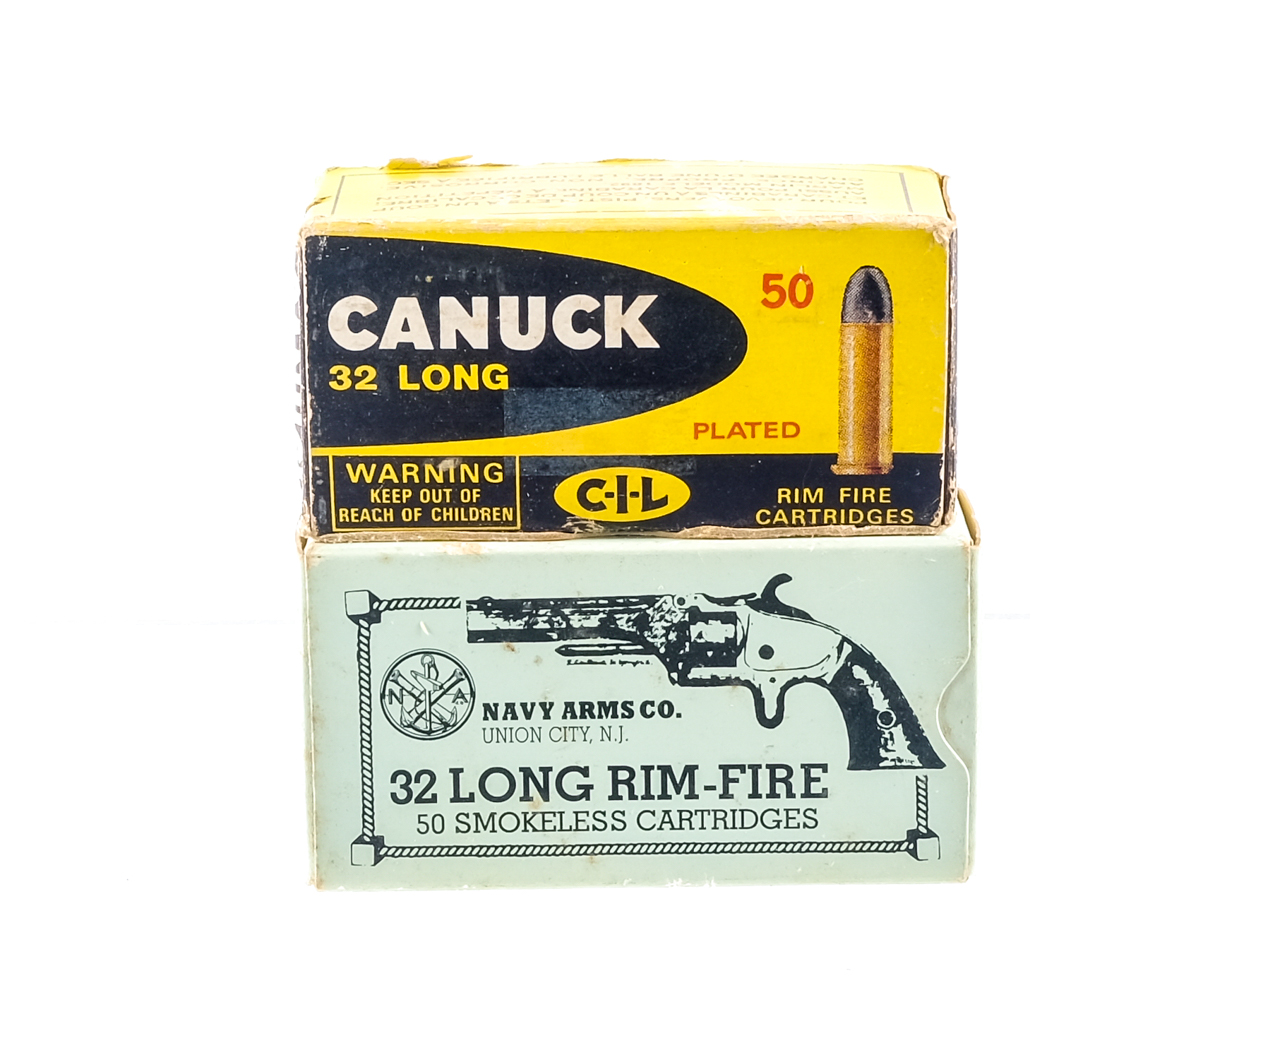 CANUCK
32 LONG
50
PLATED
WARNING
KEEP OUT OF
REACH OF CHILDREN
C-I-L
RIM FIRE
CARTRIDGES
N A
NAVY ARMS CO.
UNION CITY, N.J.
32 LONG RIM-FIRE
50 SMOKELESS CARTRIDGES